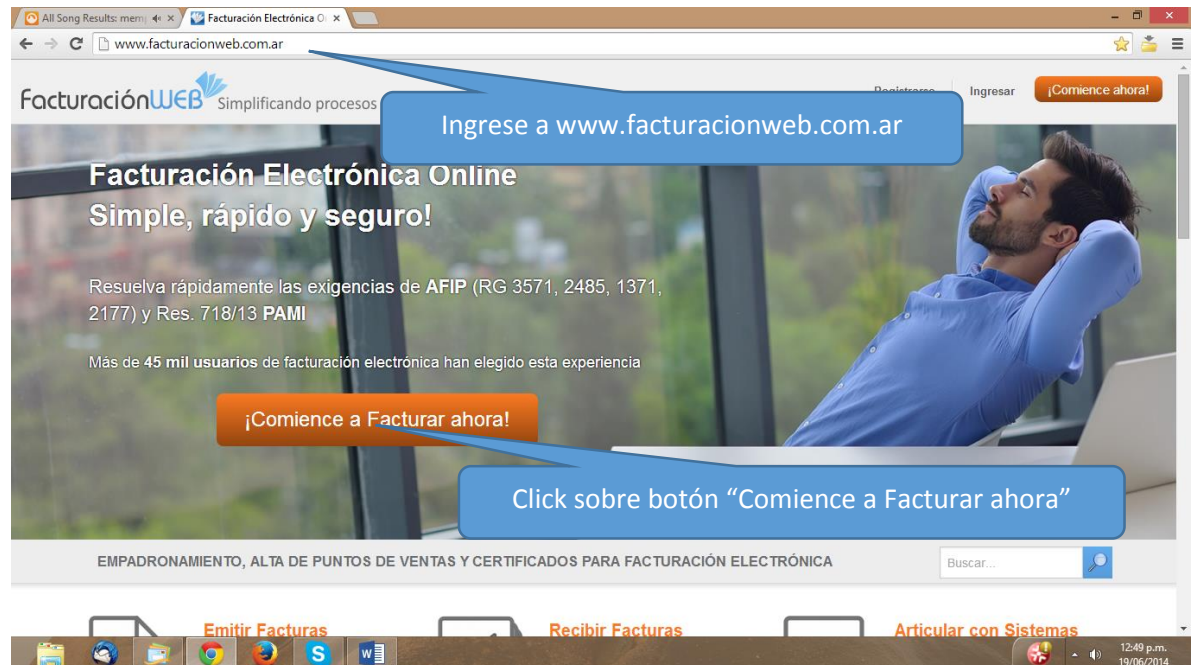 All Song Results: mem
Facturación Electrónica O
www.facturacionweb.com.ar
FacturaciónWEB Simplificando procesos
Registrarse
Ingresar
¡Comience ahora!
Ingrese a www.facturacionweb.com.ar
Facturación Electrónica Online
Simple, rápido y seguro!
Resuelva rápidamente las exigencias de AFIP (RG 3571, 2485, 1371,
2177) y Res. 718/13 PAMI
Más de 45 mil usuarios de facturación electrónica han elegido esta experiencia
¡Comience a Facturar ahora!
Click sobre botón “Comience a Facturar ahora”
EMPADRONAMIENTO, ALTA DE PUNTOS DE VENTAS Y CERTIFICADOS PARA FACTURACIÓN ELECTRÓNICA
Buscar...
Emitir Facturas
Recibir Facturas
Articular con Sistemas
12:49 p.m.
19/06/2014